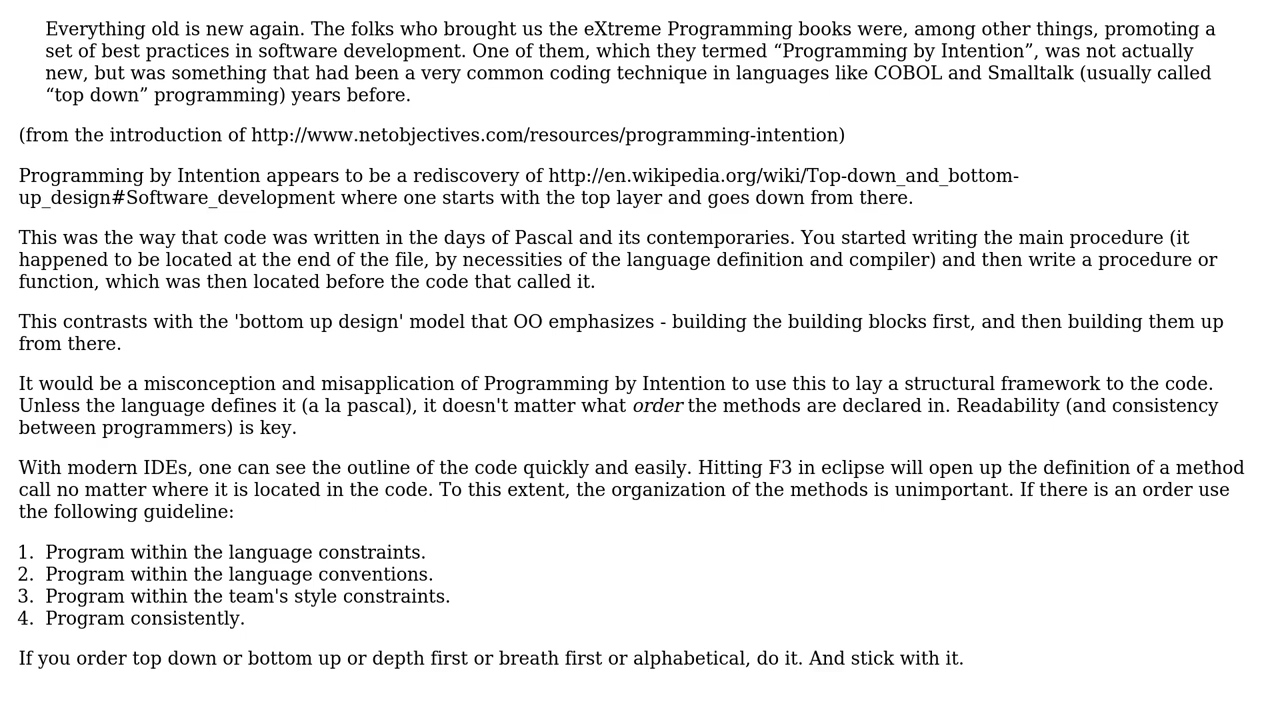 Everything old is new again. The folks who brought us the eXtreme Programming books were, among other things, promoting a
set of best practices in software development. One of them, which they termed “Programming by Intention”, was not actually
new, but was something that had been a very common coding technique in languages like COBOL and Smalltalk (usually called
“top down” programming) years before.
(from the introduction of http://www.netobjectives.com/resources/programming-intention)
Programming by Intention appears to be a rediscovery of http://en.wikipedia.org/wiki/Top-down_and_bottom-
up_design#Software_development where one starts with the top layer and goes down from there.
This was the way that code was written in the days of Pascal and its contemporaries. You started writing the main procedure (it
happened to be located at the end of the file, by necessities of the language definition and compiler) and then write a procedure or
function, which was then located before the code that called it.
This contrasts with the 'bottom up design' model that OO emphasizes - building the building blocks first, and then building them up
from there.
It would be a misconception and misapplication of Programming by Intention to use this to lay a structural framework to the code.
Unless the language defines it (a la pascal), it doesn't matter what order the methods are declared in. Readability (and consistency
between programmers) is key.
With modern IDEs, one can see the outline of the code quickly and easily. Hitting F3 in eclipse will open up the definition of a method
call no matter where it is located in the code. To this extent, the organization of the methods is unimportant. If there is an order use
the following guideline:
1. Program within the language constraints.
2. Program within the language conventions.
3. Program within the team's style constraints.
4. Program consistently.
If you order top down or bottom up or depth first or breath first or alphabetical, do it. And stick with it.